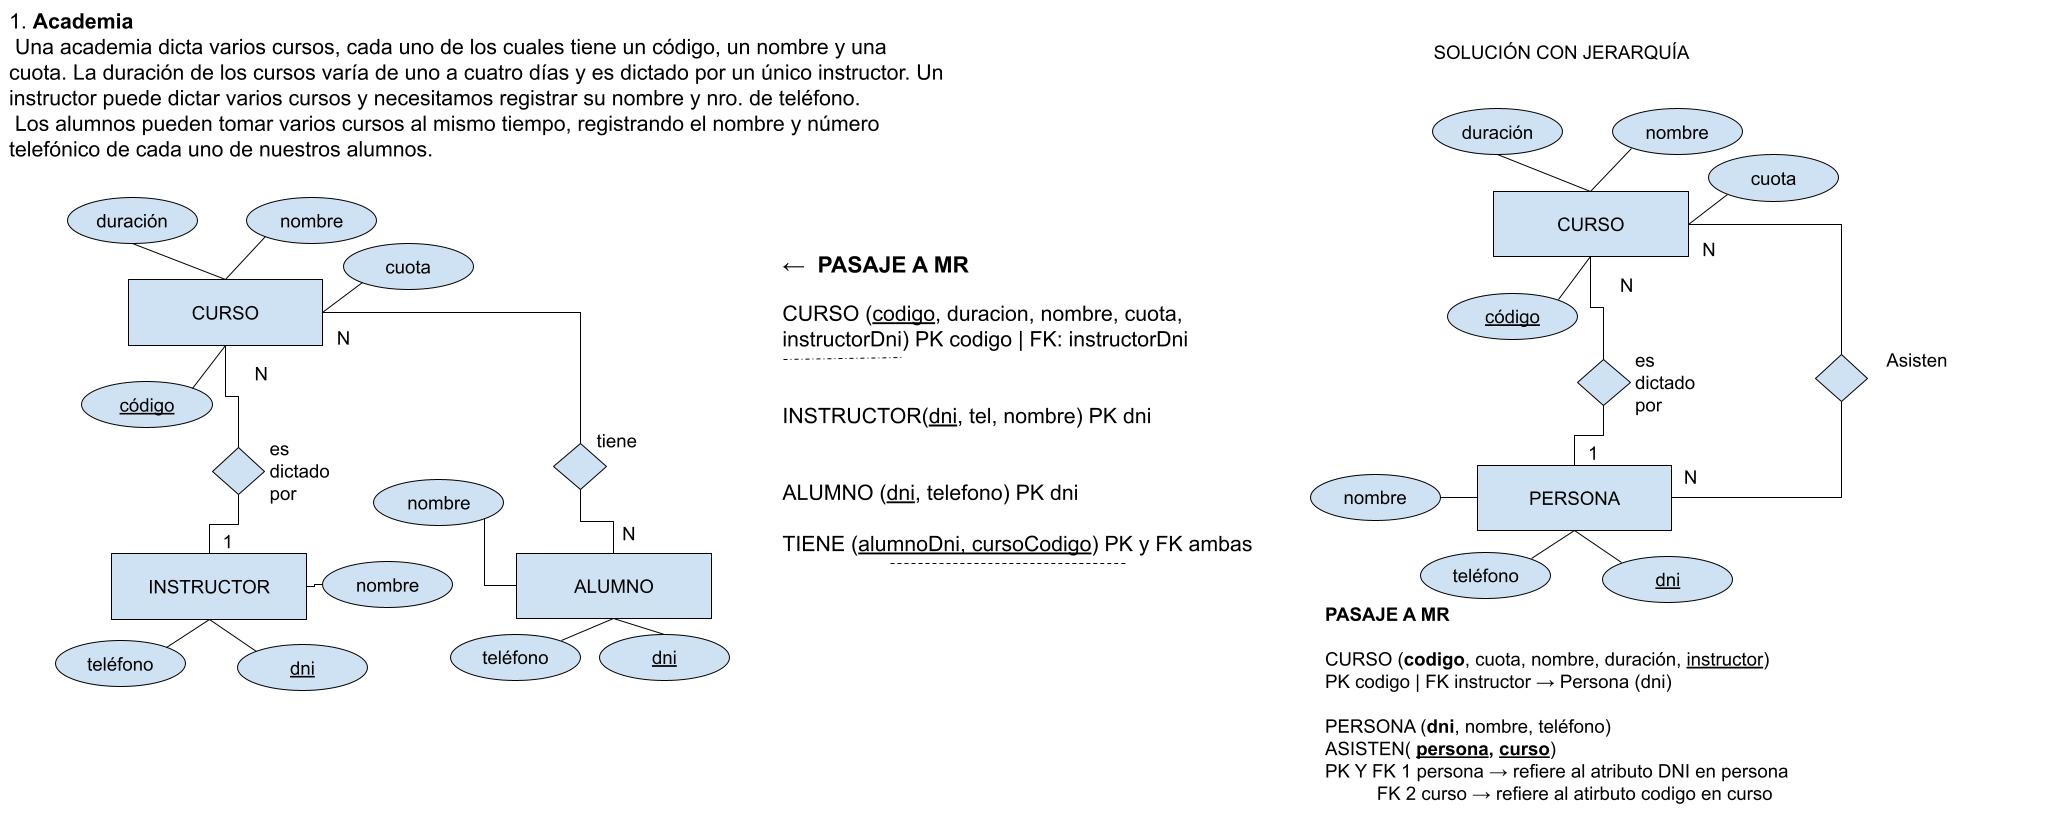 1. Academia
Una academia dicta varios cursos, cada uno de los cuales tiene un código, un nombre y una
cuota. La duración de los cursos varía de uno a cuatro días y es dictado por un único instructor. Un
instructor puede dictar varios cursos y necesitamos registrar su nombre y nro. de teléfono.
Los alumnos pueden tomar varios cursos al mismo tiempo, registrando el nombre y número
telefónico de cada uno de nuestros alumnos.
duración
nombre
cuota
CURSO
N
N
código
es
dictado
por
tiene
nombre
1
N
INSTRUCTOR
nombre
ALUMNO
teléfono
dni
teléfono
dni
← PASAJE A MR
CURSO (codigo, duracion, nombre, cuota,
instructorDni) PK codigo | FK: instructorDni
INSTRUCTOR(dni, tel, nombre) PK dni
ALUMNO (dni, telefono) PK dni
TIENE (alumnoDni, cursoCodigo) PK y FK ambas
SOLUCIÓN CON JERARQUÍA
duración
nombre
cuota
CURSO
N
N
código
es
dictado
por
Asisten
1
N
nombre
PERSONA
teléfono
dni
PASAJE A MR
CURSO (codigo, cuota, nombre, duración, instructor)
PK codigo | FK instructor → Persona (dni)
PERSONA (dni, nombre, teléfono)
ASISTEN( persona, curso)
PK Y FK 1 persona → refiere al atributo DNI en persona
FK 2 curso → refiere al atirbuto codigo en curso